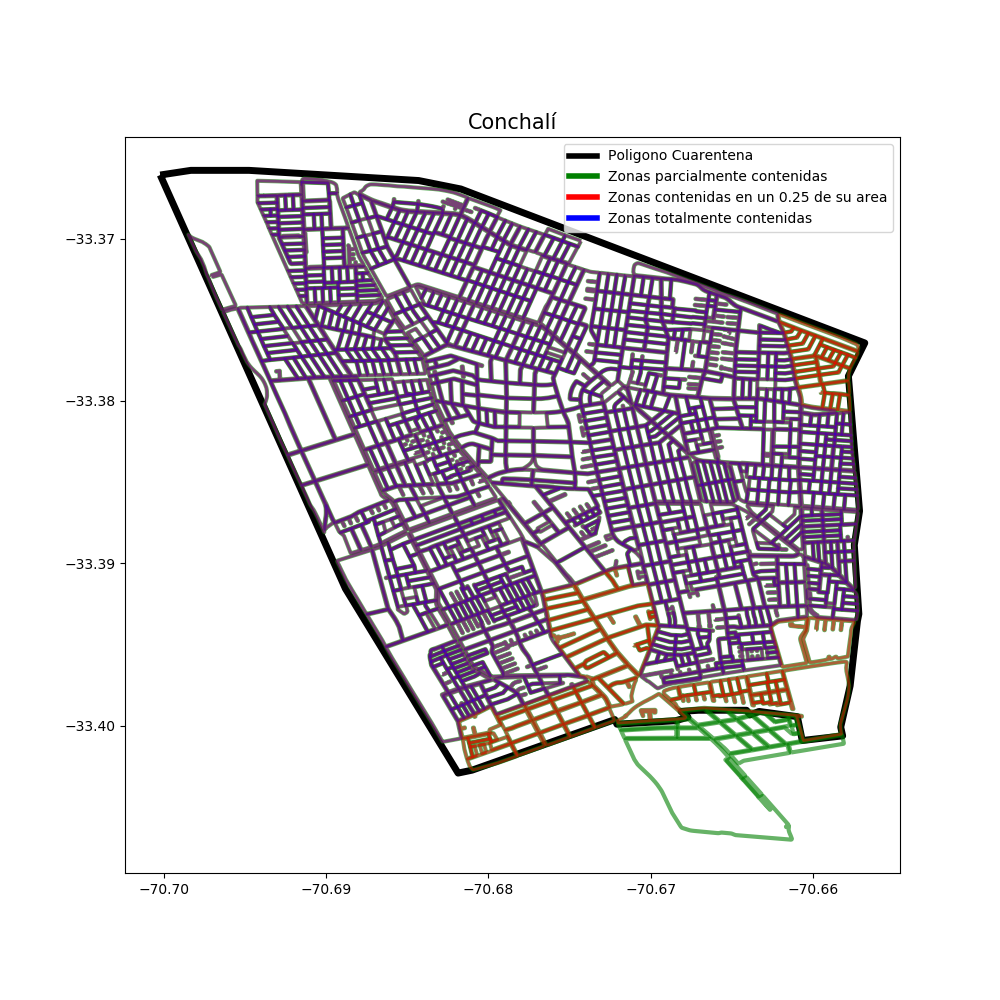 Conchalí
Poligono Cuarentena
Zonas parcialmente contenidas
Zonas contenidas en un 0.25 de su area
Zonas totalmente contenidas
−33.37
−33.38
−33.39
−33.40
−70.70 −70.69 −70.68 −70.67 −70.66